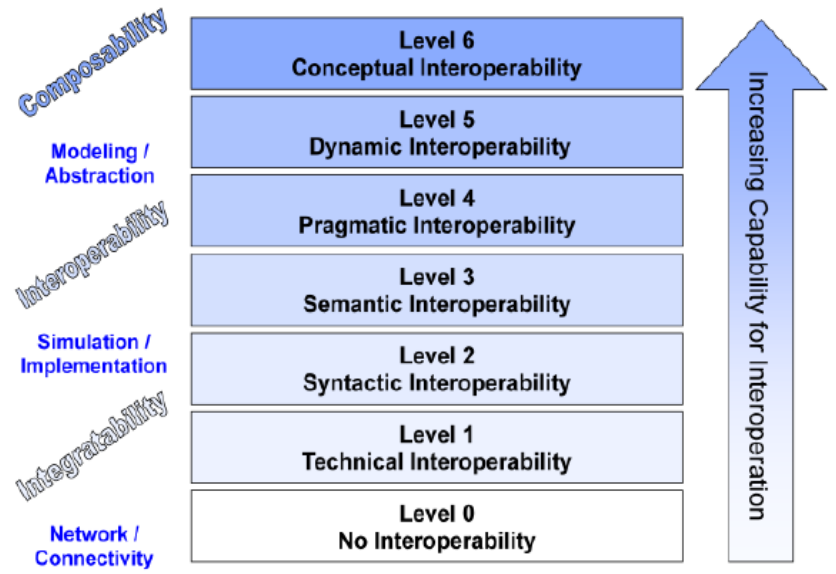 Composability
Modeling /
Abstraction
Interoperability
Simulation /
Implementation
Integratability
Network /
Connectivity
Level 6
Conceptual Interoperability
Level 5
Dynamic Interoperability
Level 4
Pragmatic Interoperability
Level 3
Semantic Interoperability
Level 2
Syntactic Interoperability
Level 1
Technical Interoperability
Level 0
No Interoperability
Increasing Capability for Interoperation